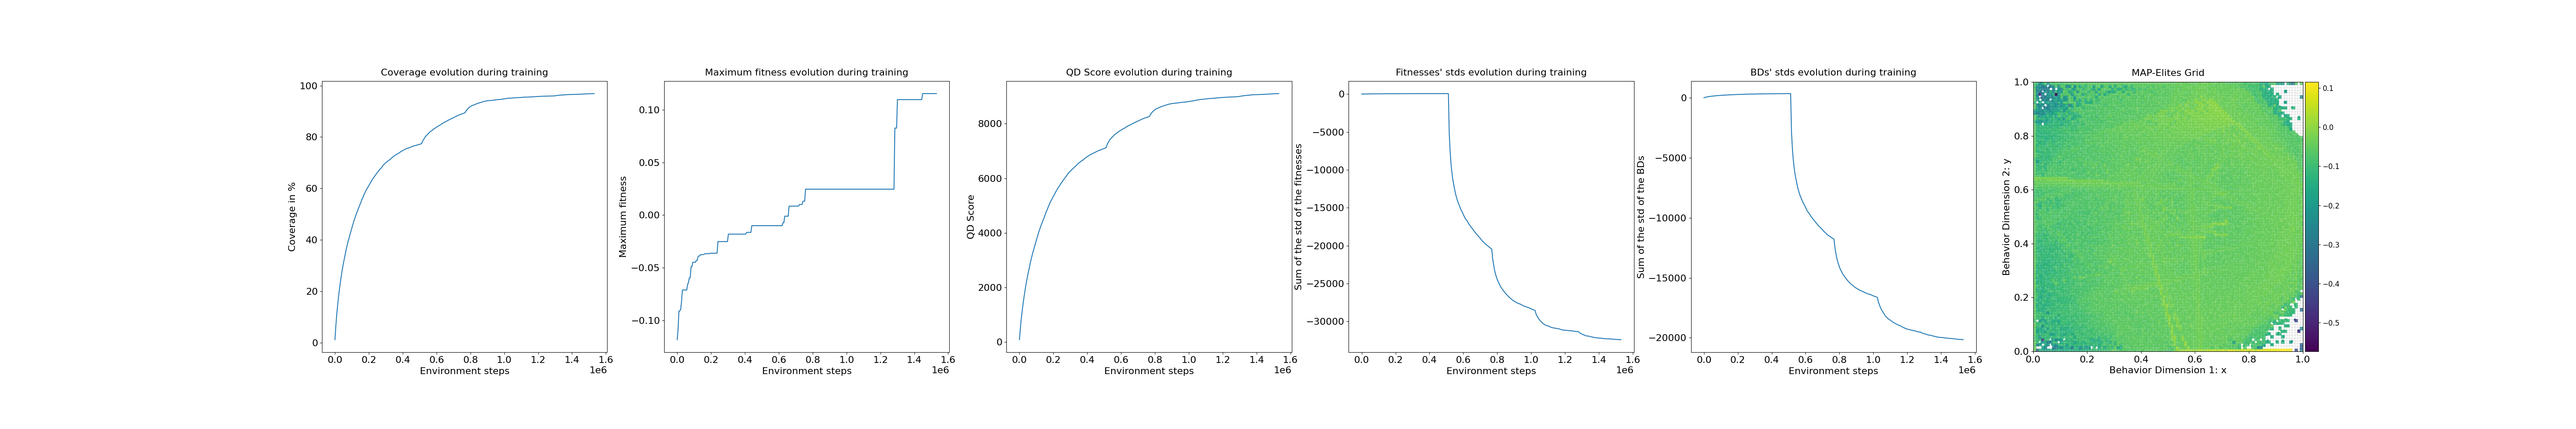 Coverage evolution during training
Coverage in %
100
80
60
40
20
0
0.0 0.2 0.4 0.6 0.8 1.0 1.2 1.4 1.6
1e6
Environment steps
Maximum fitness evolution during training
Maximum fitness
0.10
0.05
0.00
−0.05
−0.10
0.0 0.2 0.4 0.6 0.8 1.0 1.2 1.4 1.6
1e6
Environment steps
QD Score evolution during training
QD Score
8000
6000
4000
2000
0
0.0 0.2 0.4 0.6 0.8 1.0 1.2 1.4 1.6
1e6
Environment steps
Fitnesses' stds evolution during training
Sum of the std of the fitnesses
0
−5000
−10000
−15000
−20000
−25000
−30000
0.0 0.2 0.4 0.6 0.8 1.0 1.2 1.4 1.6
1e6
Environment steps
BDs' stds evolution during training
Sum of the std of the BDs
0
−5000
−10000
−15000
−20000
0.0 0.2 0.4 0.6 0.8 1.0 1.2 1.4 1.6
1e6
Environment steps
MAP-Elites Grid
Behavior Dimension 2: y
1.0
0.8
0.6
0.4
0.2
0.0
0.0 0.2 0.4 0.6 0.8 1.0
Behavior Dimension 1: x
0.1
0.0
−0.1
−0.2
−0.3
−0.4
−0.5